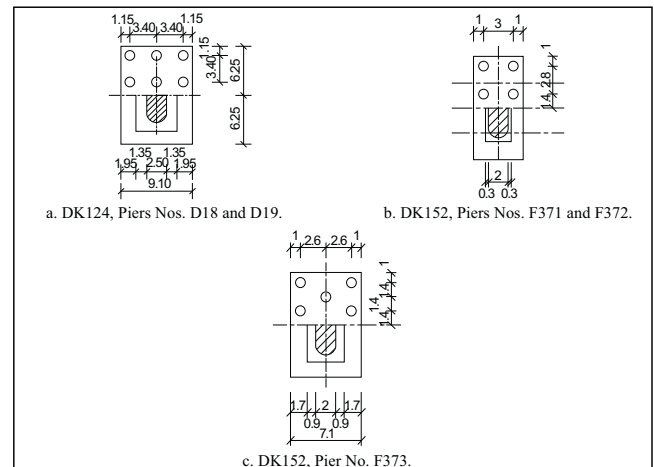 1.15 3.40 3.40 1.15
1.15
3.40
6.25
6.25
1.35 1.35
1.95 2.50 1.95
9.10
a. DK124, Piers Nos. D18 and D19.
1 3 1
1
2.8
1.4
2
0.3 0.3
b. DK152, Piers Nos. F371 and F372.
1 2.6 2.6 1
1
1.4
1.4
1.4
1.7 2 1.7
0.9 0.9
7.1
c. DK152, Pier No. F373.